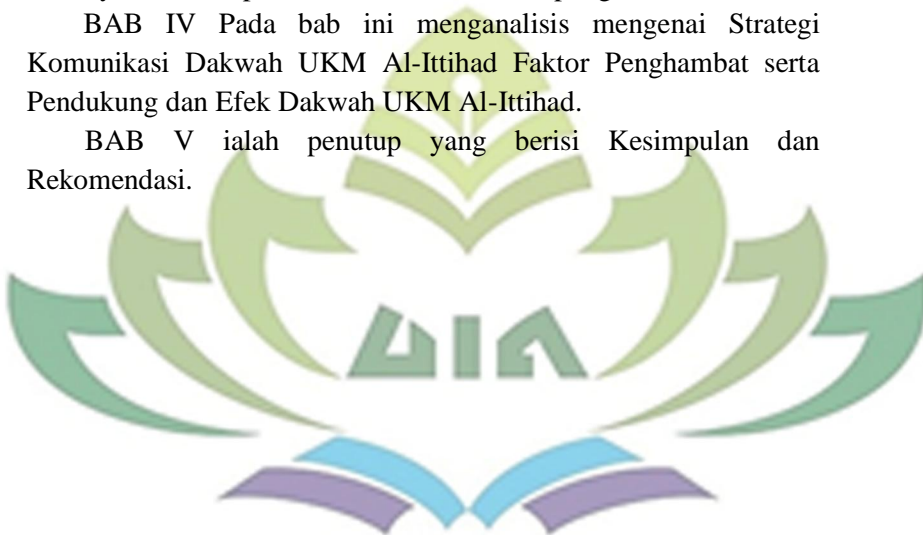 BAB IV Pada bab ini menganalisis mengenai Strategi
Komunikasi Dakwah UKM Al-Ittihad Faktor Penghambat serta
Pendukung dan Efek Dakwah UKM Al-Ittihad.
BAB V ialah penutup yang berisi Kesimpulan dan
Rekomendasi.
UIN